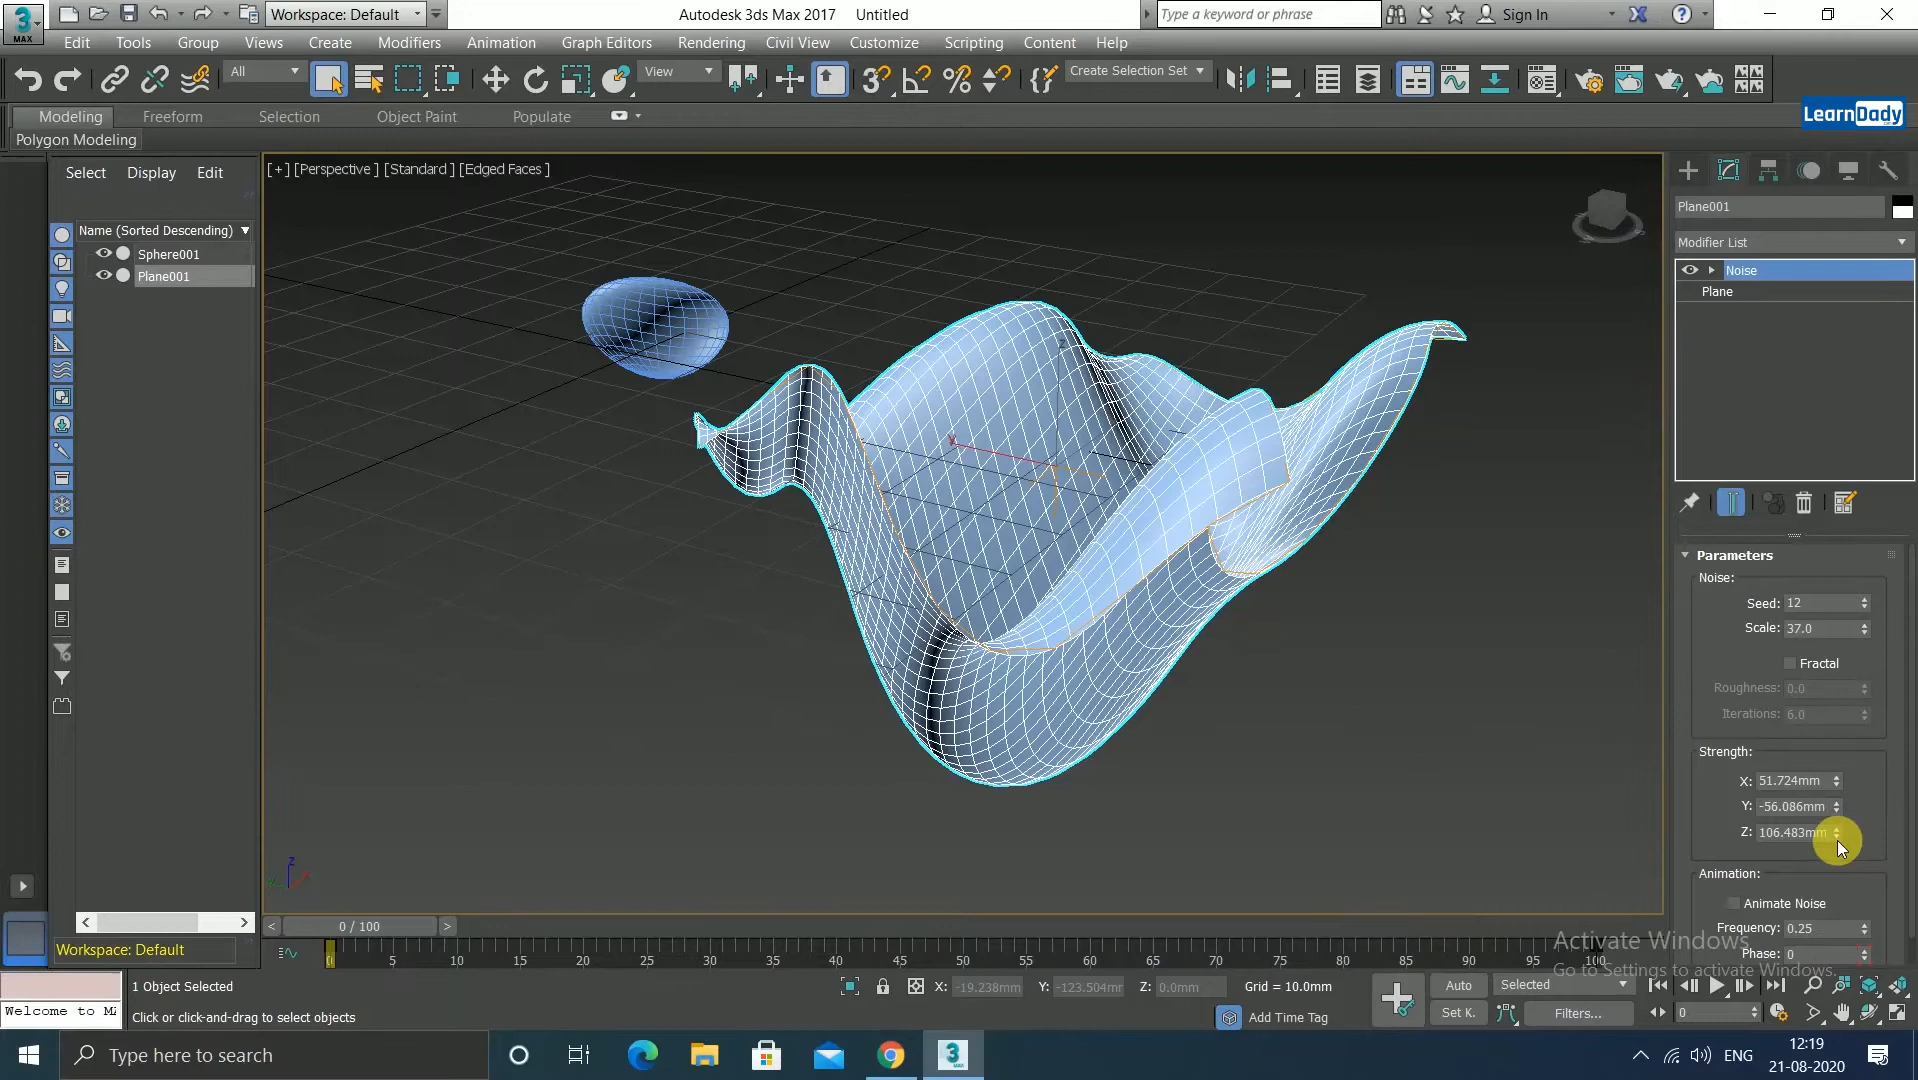 3
MAX
Workspace: Default
Autodesk 3ds Max 2017 Untitled
Type a keyword or phrase
Sign In
Edit Tools Group Views Create Modifiers Animation Graph Editors Rendering Civil View Customize Scripting Content Help
All
View
Create Selection Set
Modeling Freeform Selection Object Paint Populate
LearnDady
Polygon Modeling
Select Display Edit
[+] [Perspective ] [Standard ] [Edged Faces ]
Plane001
Name (Sorted Descending)
Modifier List
Sphere001
Plane001
Noise
Plane
Parameters
Noise:
Seed: 12
Scale: 37.0
Fractal
Roughness: 0.0
Iterations: 6.0
Strength:
X: 51.724mm
Y: -56.086mm
Z: 106.483mm
Animation:
Animate Noise
Frequency: 0.25
Phase: 0
0 / 100
Workspace: Default
0 5 10 15 20 25 30 35 40 45 50 55 60 65 70 75 80 85 90 95 100
Activate Windows
Go to Settings to activate Windows.
1 Object Selected
X: -19.238mm Y: -123.504mm Z: 0.0mm Grid = 10.0mm
Auto Selected
Welcome to MA
Click or click-and-drag to select objects
Add Time Tag
Set K. Filters... 0
Type here to search
3
MAX
ENG
12:19
21-08-2020